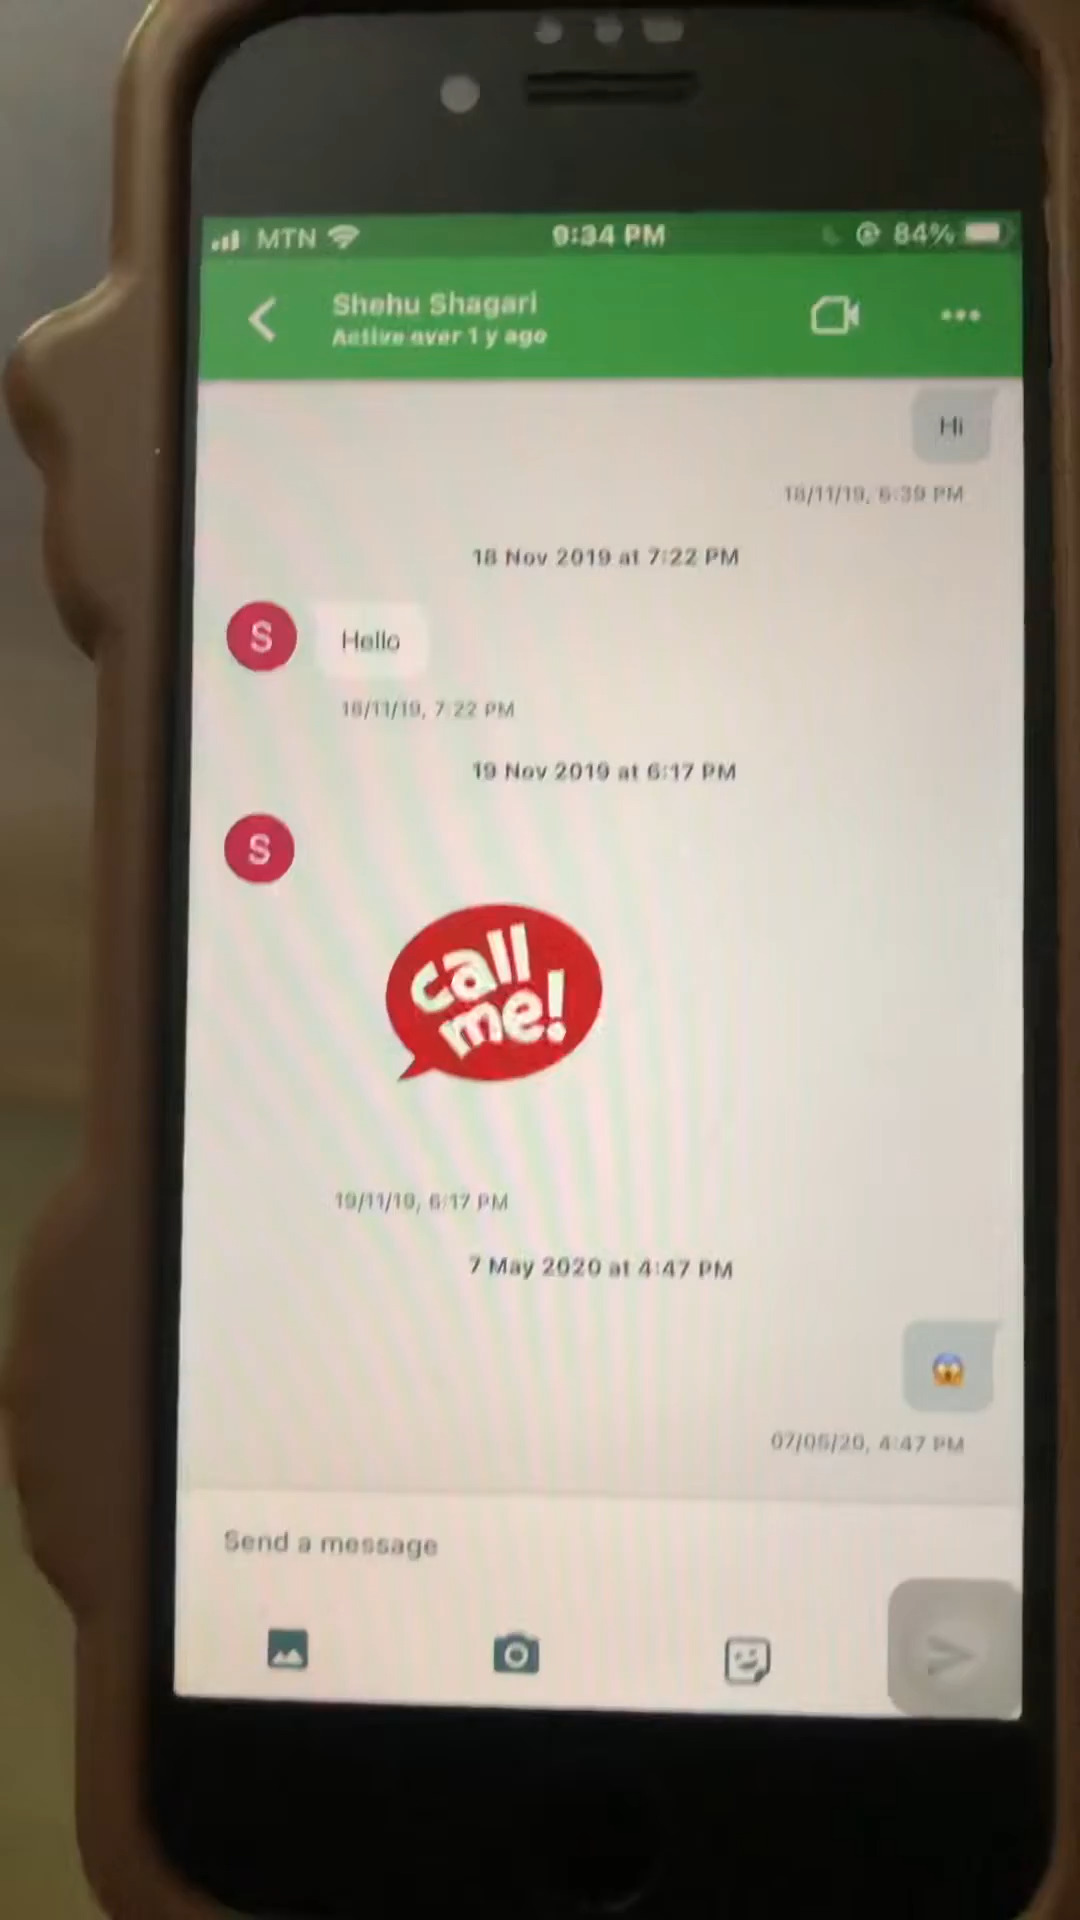 MTN 9:34 PM 84%
Shehu Shagari
Active over 1 y ago
Hi
18/11/19, 6:39 PM
18 Nov 2019 at 7:22 PM
S Hello
18/11/19, 7:22 PM
19 Nov 2019 at 6:17 PM
S
call
me!
19/11/19, 6:17 PM
7 May 2020 at 4:47 PM
😱
07/05/20, 4:47 PM
Send a message